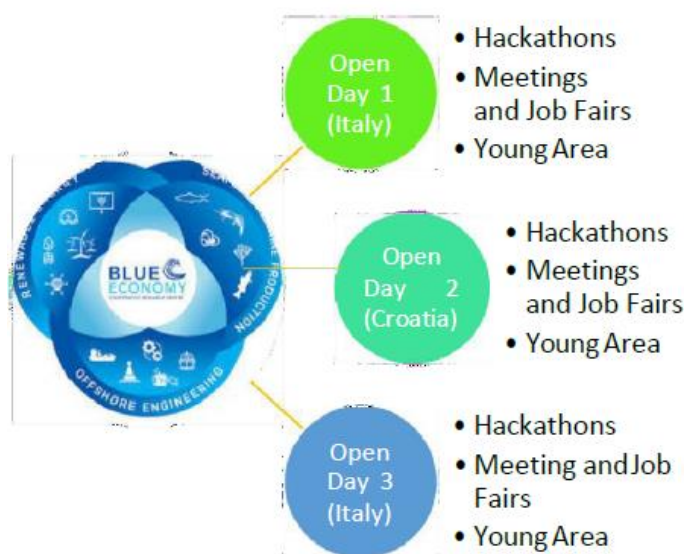 Open
Day 1
(Italy)
• Hackathons
• Meetings
and Job Fairs
• Young Area
BLUE
ECONOMY
OFFSHORE ENGINEERING
PRODUCTION
Open
Day 2
(Croatia)
• Hackathons
• Meetings
and Job Fairs
• Young Area
Open
Day 3
(Italy)
• Hackathons
• Meeting and Job
Fairs
• Young Area